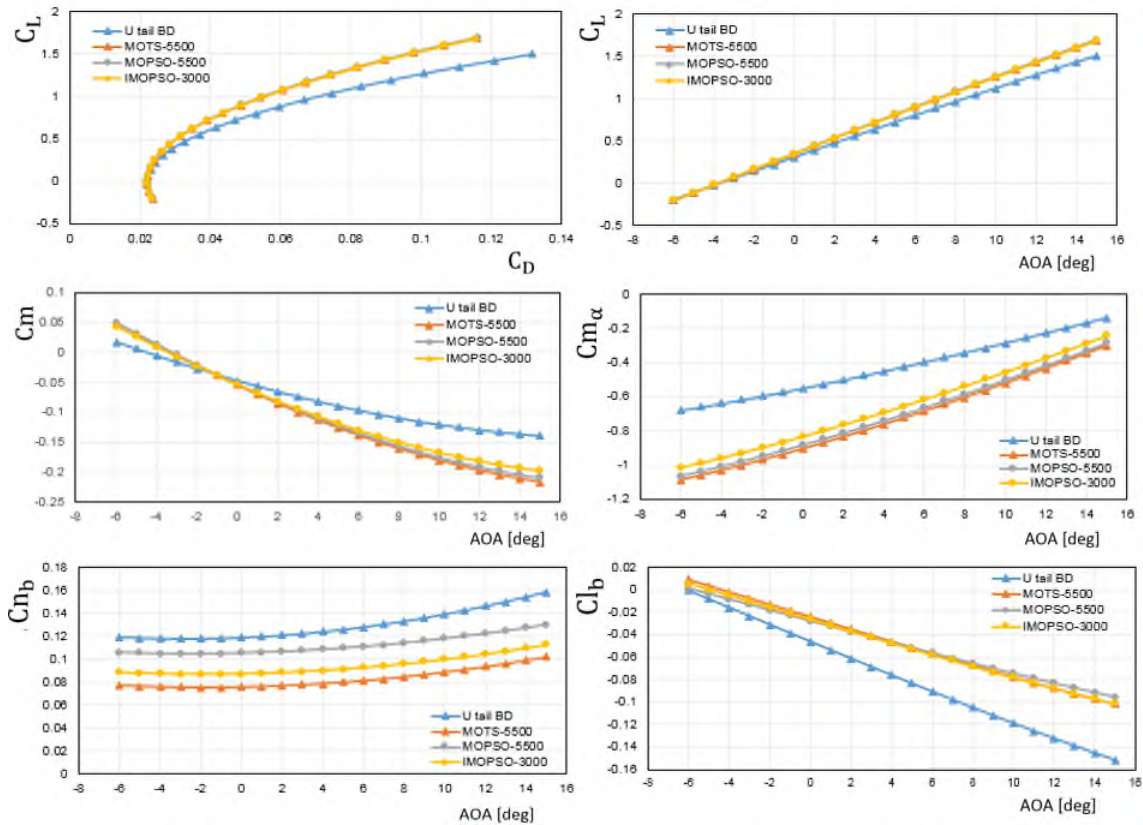 C_L
2
1.5
1
0.5
0
-0.5
U tail BD
MOTS-5500
MOPSO-5500
IMOPSO-3000
0 0.02 0.04 0.06 0.08 0.1 0.12 0.14
C_D
C_L
2
1.5
1
0.5
0
-0.5
U tail BD
MOTS-5500
MOPSO-5500
IMOPSO-3000
-8 -6 -4 -2 0 2 4 6 8 10 12 14 16
AOA [deg]
Cm
0.1
0.05
0
-0.05
-0.1
-0.15
-0.2
-0.25
U tail BD
MOTS-5500
MOPSO-5500
IMOPSO-3000
-8 -6 -4 -2 0 2 4 6 8 10 12 14 16
AOA [deg]
Cm_α
0
-0.2
-0.4
-0.6
-0.8
-1
-1.2
U tail BD
MOTS-5500
MOPSO-5500
IMOPSO-3000
-8 -6 -4 -2 0 2 4 6 8 10 12 14 16
AOA [deg]
Cn_b
0.18
0.16
0.14
0.12
0.1
0.08
0.06
0.04
0.02
0
U tail BD
MOTS-5500
MOPSO-5500
IMOPSO-3000
-8 -6 -4 -2 0 2 4 6 8 10 12 14 16
AOA [deg]
Cl_b
0.02
0
-0.02
-0.04
-0.06
-0.08
-0.1
-0.12
-0.14
-0.16
U tail BD
MOTS-5500
MOPSO-5500
IMOPSO-3000
-8 -6 -4 -2 0 2 4 6 8 10 12 14 16
AOA [deg]